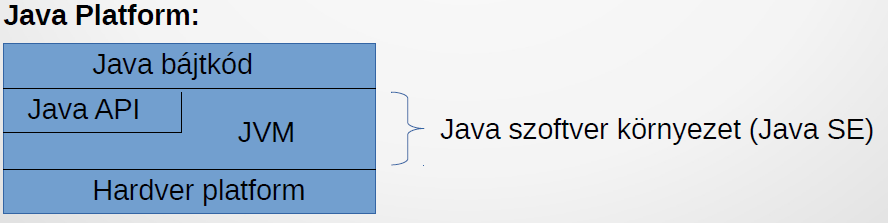 Java Platform:
Java bájtkód
Java API
JVM
Java szoftver környezet (Java SE)
Hardver platform